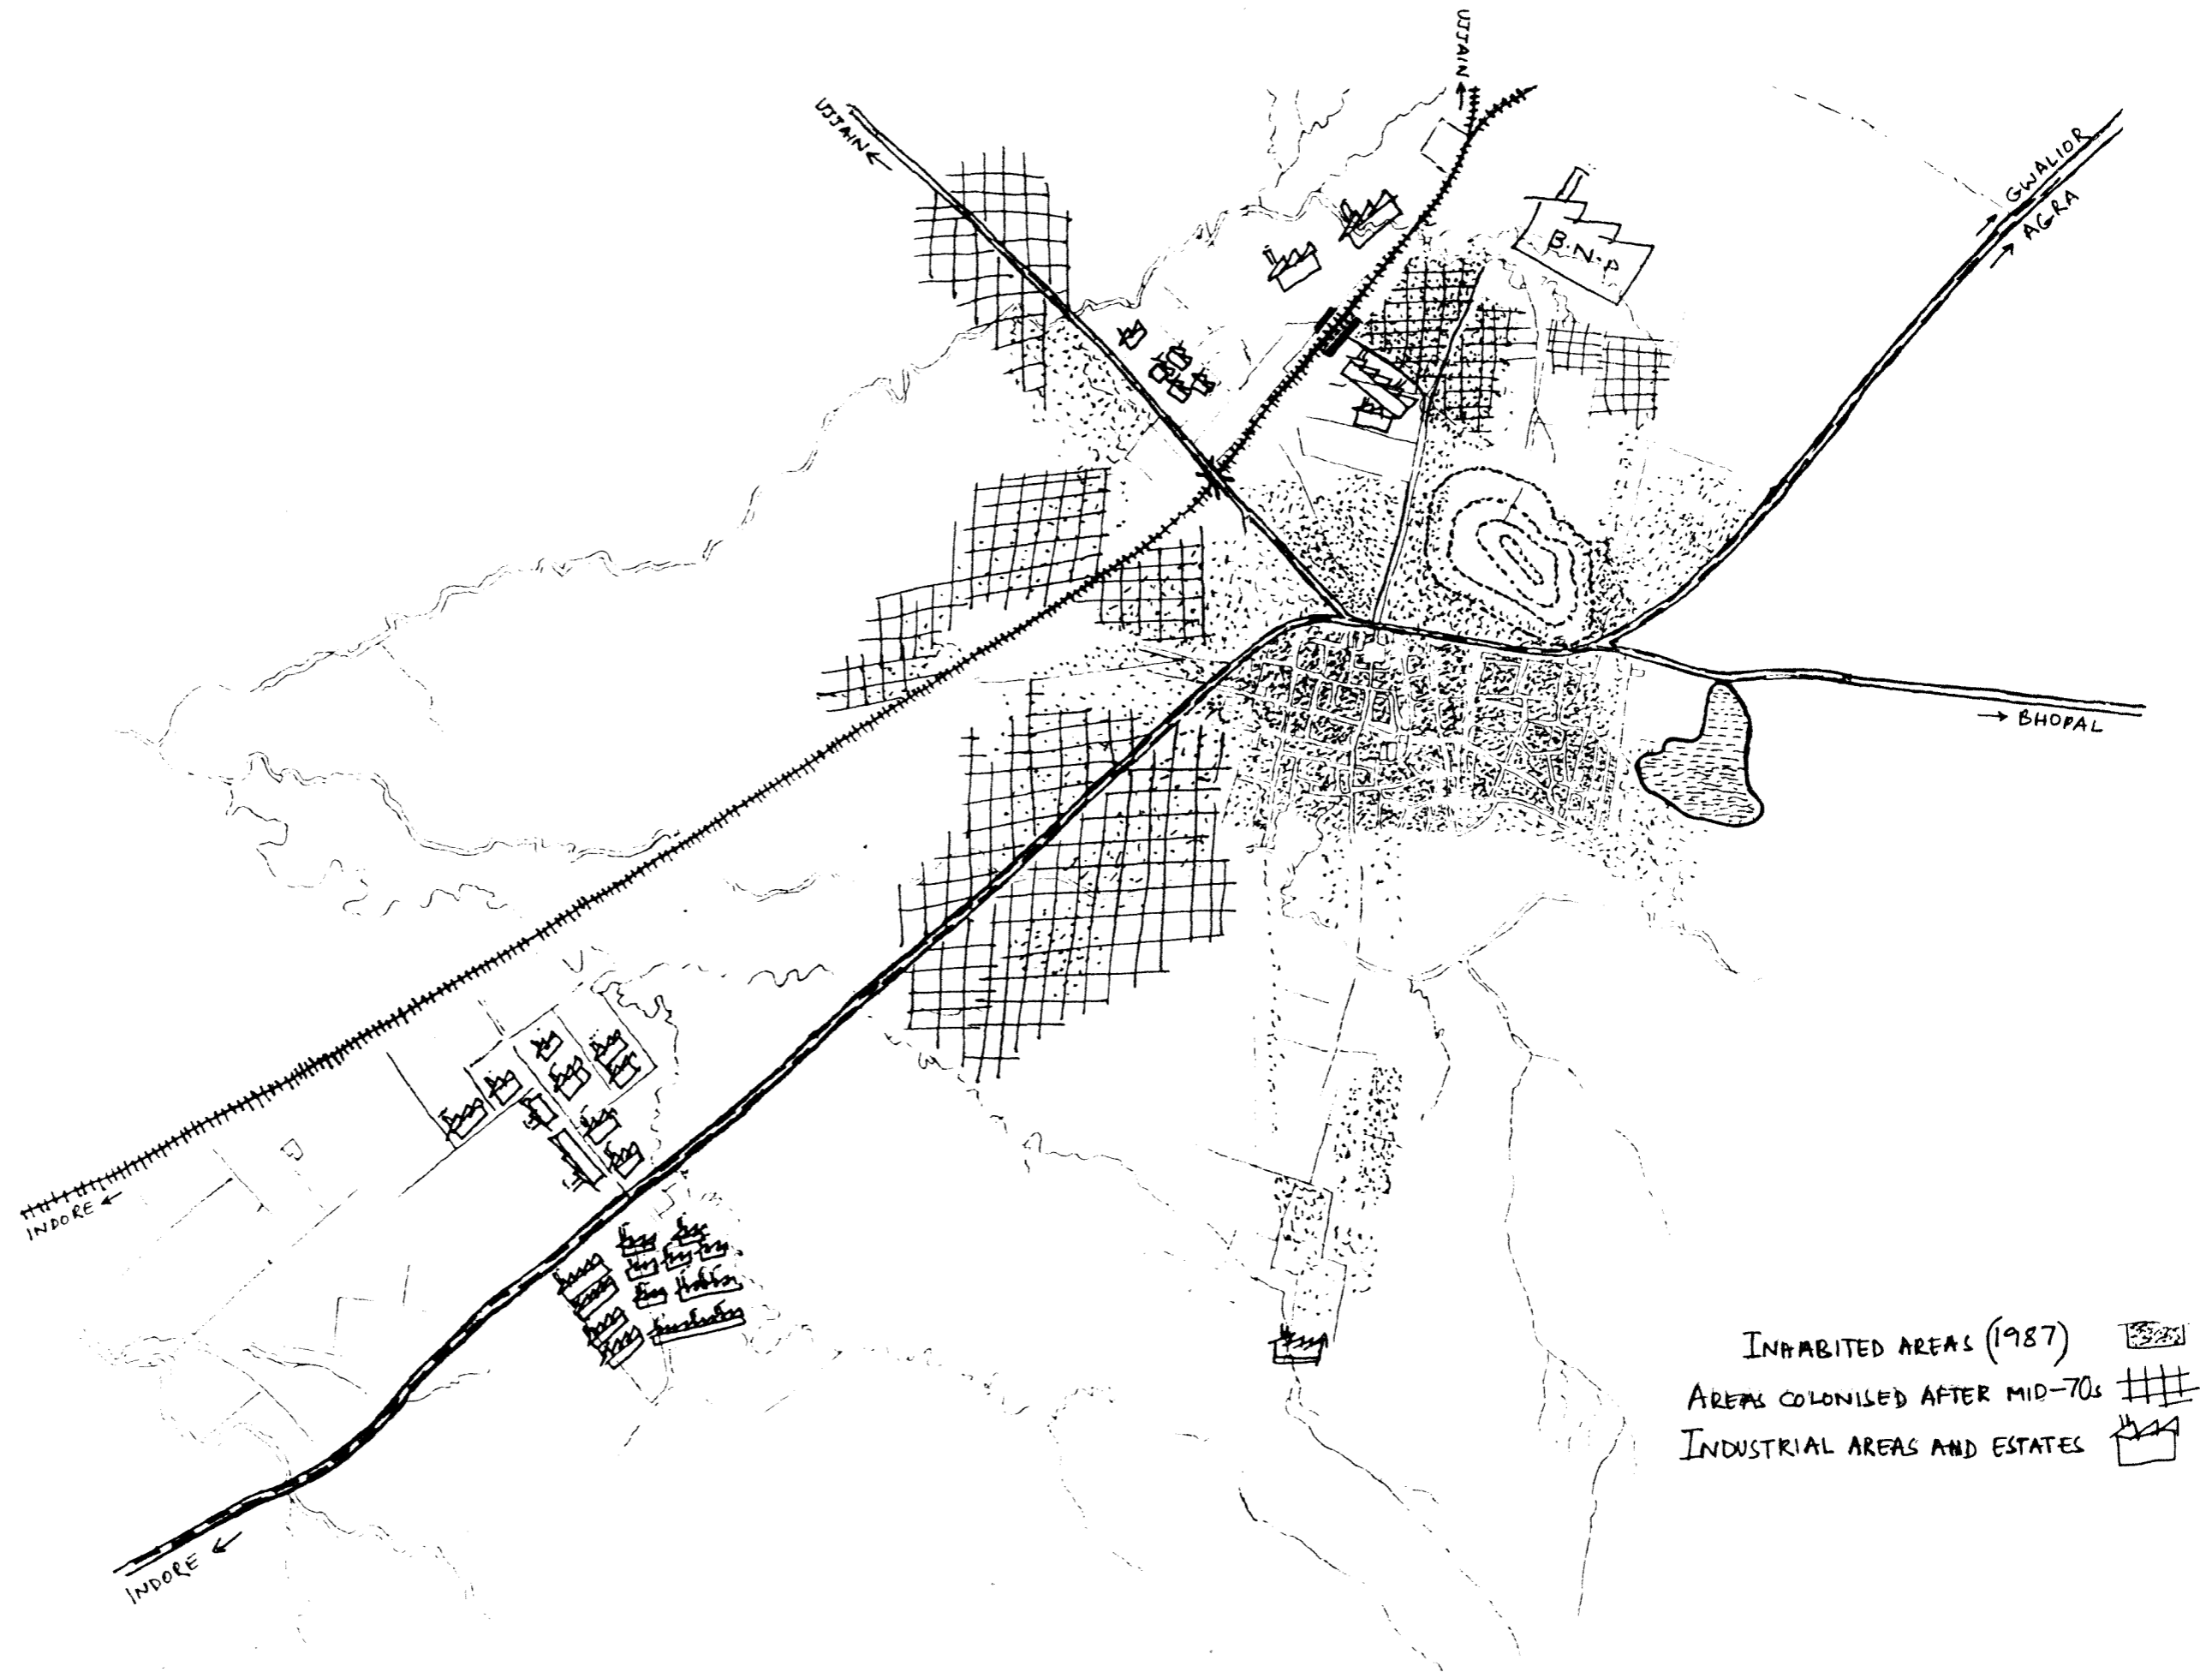 UJJAIN ←
UJJAIN ←
GWALIOR →
AGRA →
B.N.P
→ BHOPAL
INDORE ←
INDORE ←
INHABITED AREAS (1987)
AREAS COLONISED AFTER MID-70s
INDUSTRIAL AREAS AND ESTATES